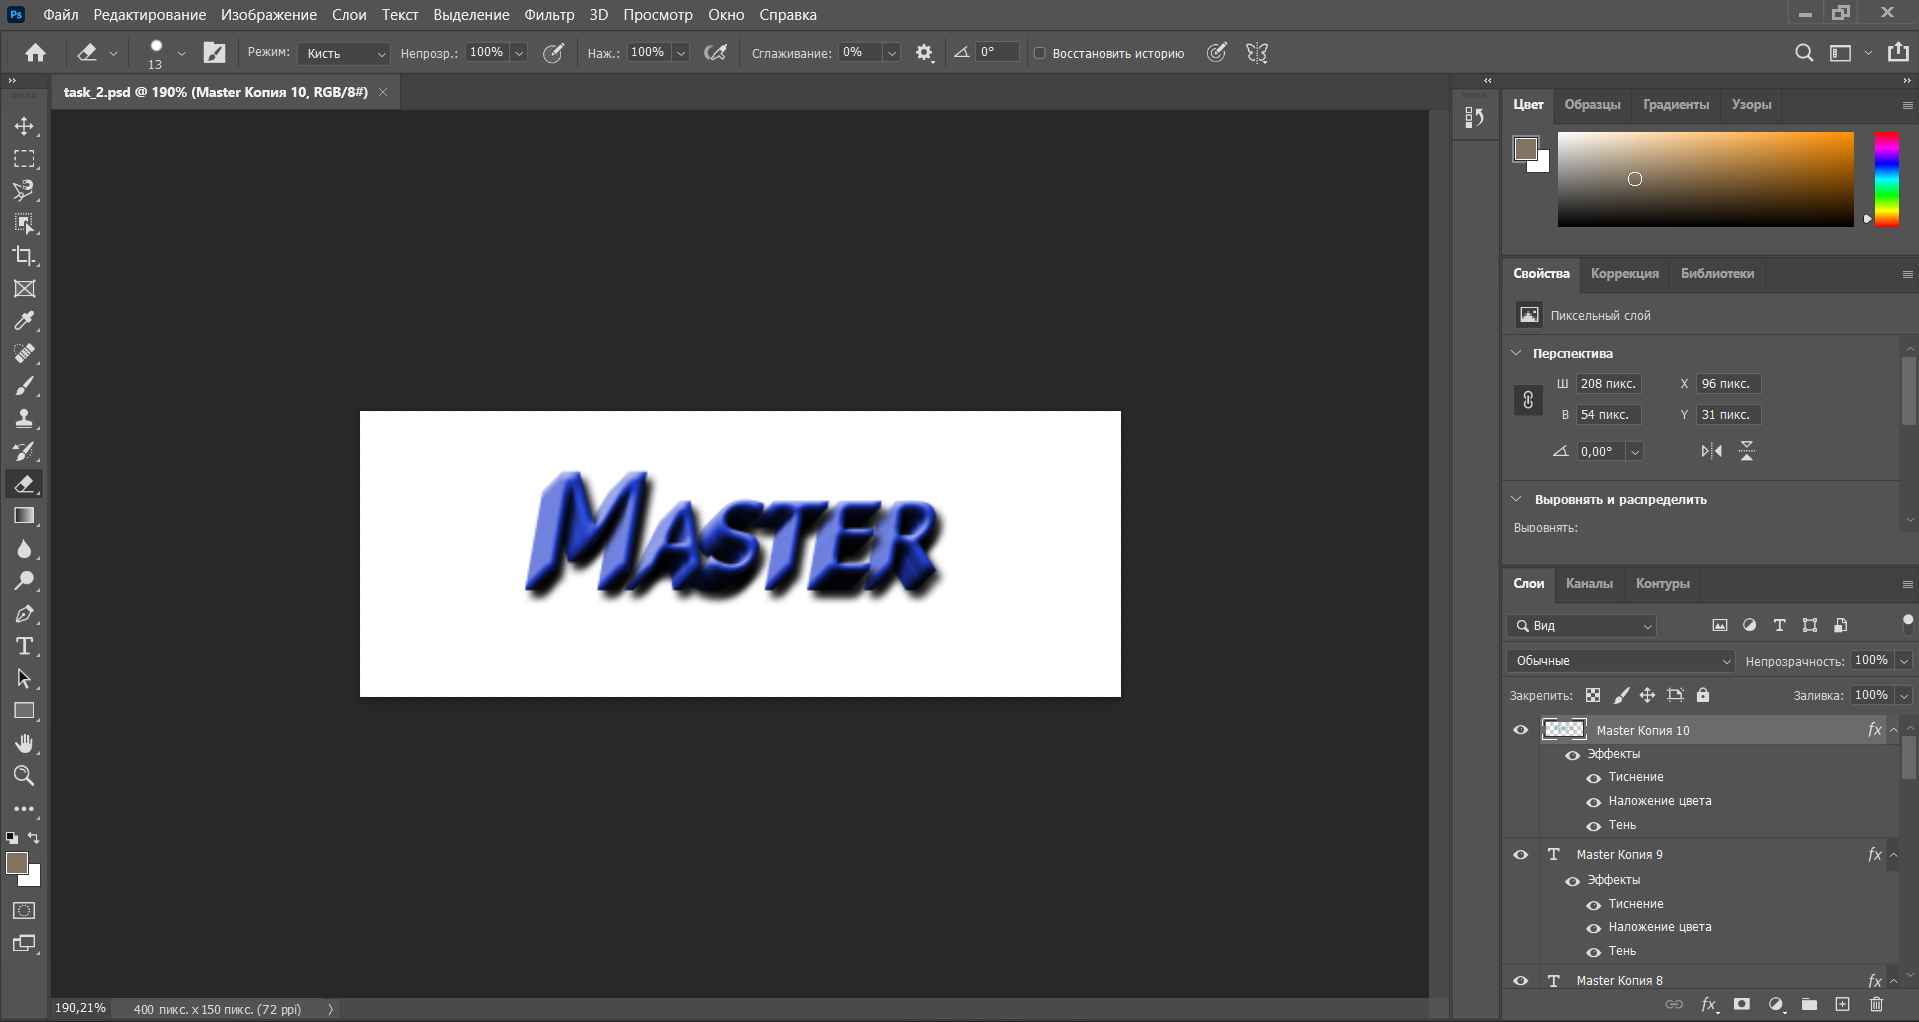 Ps Файл Редактирование Изображение Слои Текст Выделение Фильтр 3D Просмотр Окно Справка
13 Режим: Кисть Непрозр.: 100% Наж.: 100% Сглаживание: 0% 0° Восстановить историю
task_2.psd @ 190% (Master Копия 10, RGB/8#)
Цвет Образцы Градиенты Узоры
Свойства Коррекция Библиотеки
Пиксельный слой
Перспектива
Ш 208 пикс. X 96 пикс.
В 54 пикс. Y 31 пикс.
0,00°
Выровнять и распределить
Выровнять:
MASTER
Слои Каналы Контуры
Вид
Обычные Непрозрачность: 100%
Закрепить: Заливка: 100%
Master Копия 10 fx
Эффекты
Тиснение
Наложение цвета
Тень
T Master Копия 9 fx
Эффекты
Тиснение
Наложение цвета
Тень
T Master Копия 8 fx
fx
190,21% 400 пикс. x 150 пикс. (72 ppi)